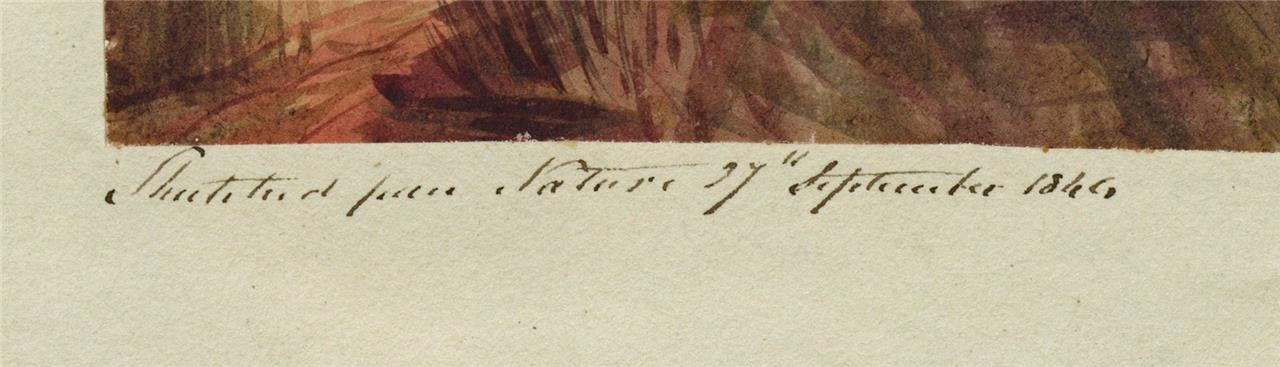 Sketched from Nature 27th September 1846